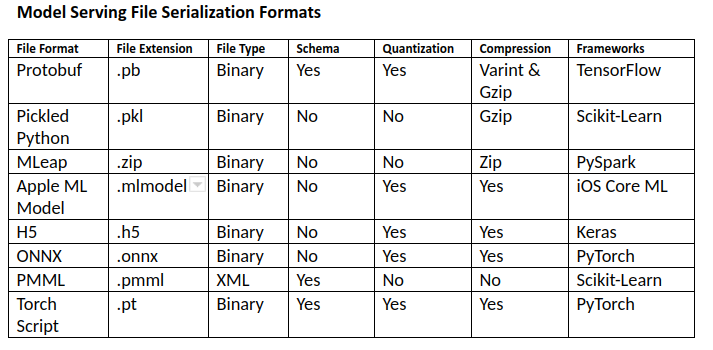 Model Serving File Serialization Formats
File Format File Extension File Type Schema Quantization Compression Frameworks
Protobuf .pb Binary Yes Yes Varint & TensorFlow
Gzip
Pickled .pkl Binary No No Gzip Scikit-Learn
Python
MLeap .zip Binary No No Zip PySpark
Apple ML .mlmodel Binary No Yes Yes iOS Core ML
Model
H5 .h5 Binary No Yes Yes Keras
ONNX .onnx Binary No Yes Yes PyTorch
PMML .pmml XML Yes No No Scikit-Learn
Torch .pt Binary Yes Yes Yes PyTorch
Script